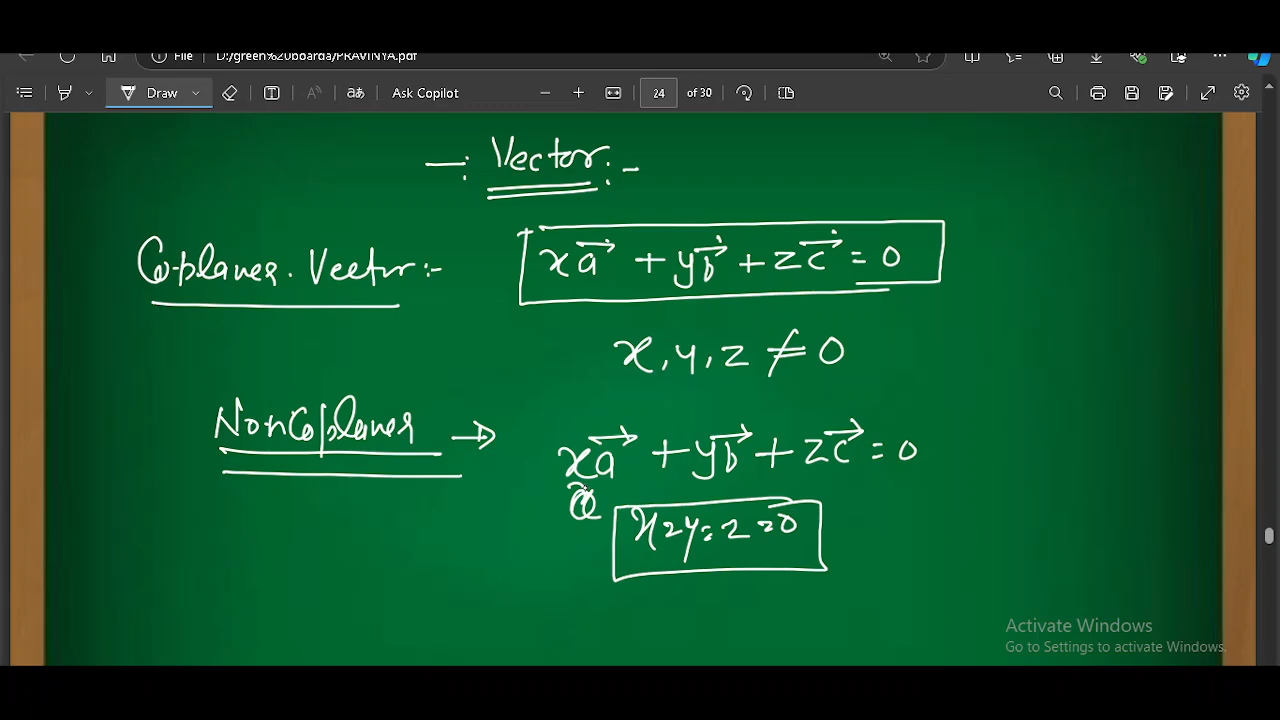 File D:/green%20boarda/PRAVINYA.pdf
Draw Ask Copilot 24 of 30
—: Vector :-
Co-planer. Vector :- xa⃗ + yb⃗ + zc⃗ = 0
x, y, z ≠ 0
NonCoplaner → xa⃗ + yb⃗ + zc⃗ = 0
x=y=z=0
Activate Windows
Go to Settings to activate Windows.